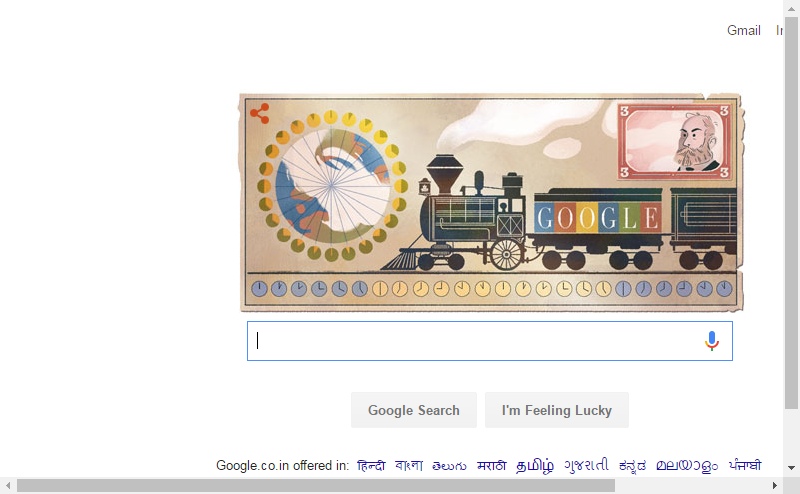 Gmail
3 3
GOOGLE
3 3
Google Search I'm Feeling Lucky
Google.co.in offered in: हिन्दी বাংলা తెలుగు मराठी தமிழ் ગુજરાતી ಕನ್ನಡ മലയാളം ਪੰਜਾਬੀ